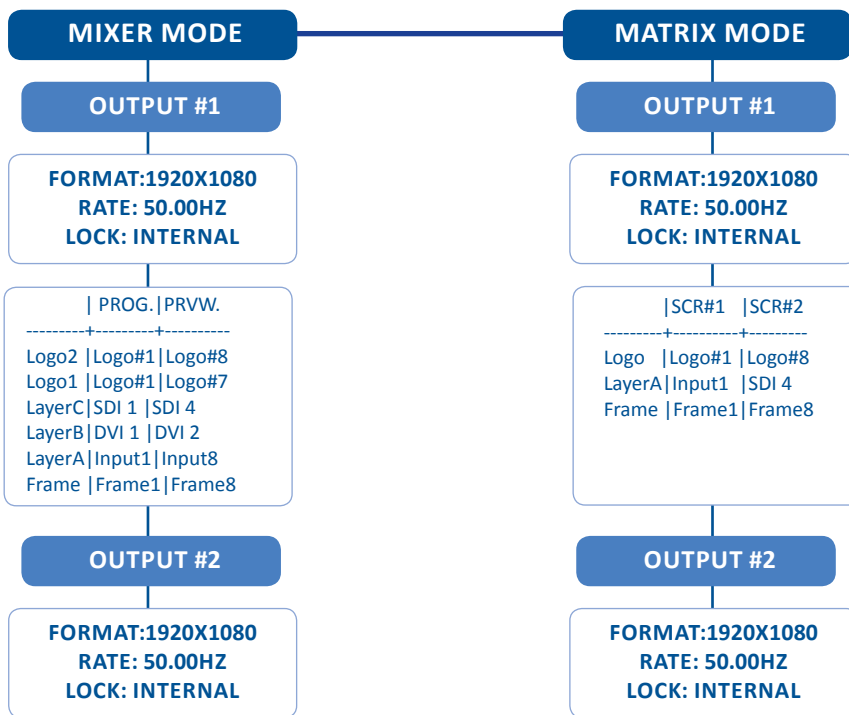 MIXER MODE
OUTPUT #1
FORMAT:1920X1080
RATE: 50.00HZ
LOCK: INTERNAL
| PROG.|PRVW.
---------+---------+----------
Logo2 |Logo#1|Logo#8
Logo1 |Logo#1|Logo#7
LayerC|SDI 1 |SDI 4
LayerB|DVI 1 |DVI 2
LayerA|Input1|Input8
Frame |Frame1|Frame8
OUTPUT #2
FORMAT:1920X1080
RATE: 50.00HZ
LOCK: INTERNAL
MATRIX MODE
OUTPUT #1
FORMAT:1920X1080
RATE: 50.00HZ
LOCK: INTERNAL
|SCR#1 |SCR#2
---------+----------+---------
Logo |Logo#1 |Logo#8
LayerA|Input1 |SDI 4
Frame |Frame1|Frame8
OUTPUT #2
FORMAT:1920X1080
RATE: 50.00HZ
LOCK: INTERNAL